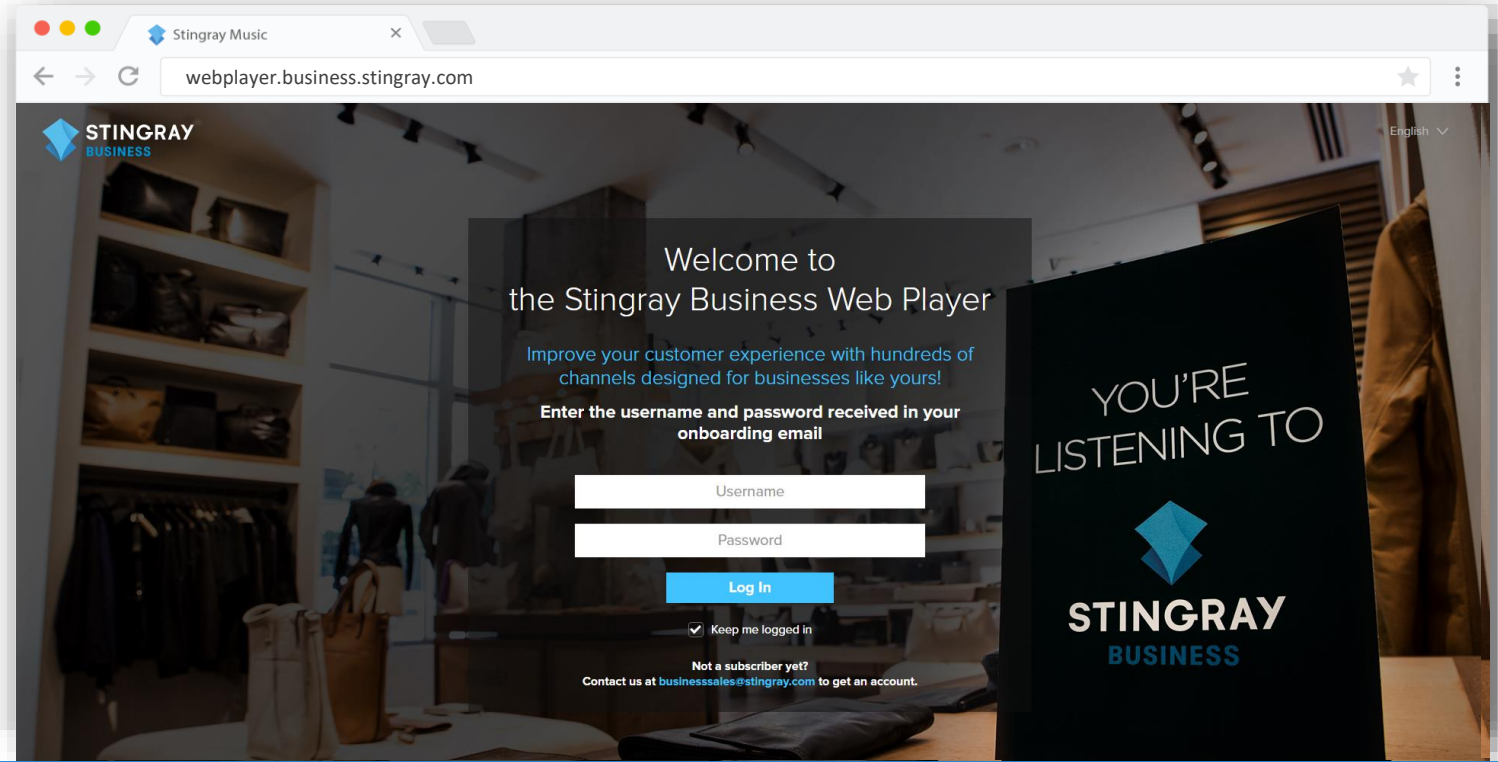 Stingray Music
webplayer.business.stingray.com
STINGRAY
BUSINESS
English
Welcome to
the Stingray Business Web Player
Improve your customer experience with hundreds of
channels designed for businesses like yours!
Enter the username and password received in your
onboarding email
Username
Password
Log In
Keep me logged in
Not a subscriber yet?
Contact us at businesssales@stingray.com to get an account.
YOU'RE
LISTENING TO
STINGRAY
BUSINESS